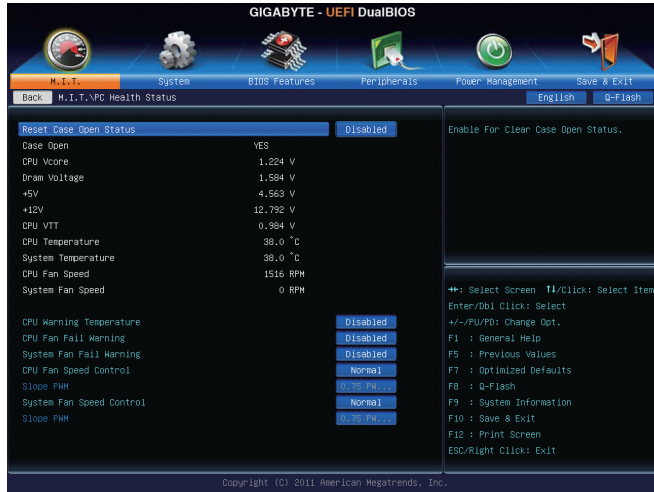 GIGABYTE - UEFI DualBIOS
M.I.T. System BIOS Features Peripherals Power Management Save & Exit
Back M.I.T.\PC Health Status English Q-Flash
Reset Case Open Status Disabled Enable For Clear Case Open Status.
Case Open YES
CPU Vcore 1.224 V
Dram Voltage 1.584 V
+5V 4.563 V
+12V 12.792 V
CPU VTT 0.984 V
CPU Temperature 38.0 °C
System Temperature 38.0 °C
CPU Fan Speed 1516 RPM
System Fan Speed 0 RPM
CPU Warning Temperature Disabled
CPU Fan Fail Warning Disabled
System Fan Fail Warning Disabled
CPU Fan Speed Control Normal
Slope PWM 0.75 PW...
System Fan Speed Control Normal
Slope PWM 0.75 PW...
→←: Select Screen ↑↓/Click: Select Item
Enter/Dbl Click: Select
+/-/PU/PD: Change Opt.
F1 : General Help
F5 : Previous Values
F7 : Optimized Defaults
F8 : Q-Flash
F9 : System Information
F10 : Save & Exit
F12 : Print Screen
ESC/Right Click: Exit
Copyright (C) 2011 American Megatrends, Inc.